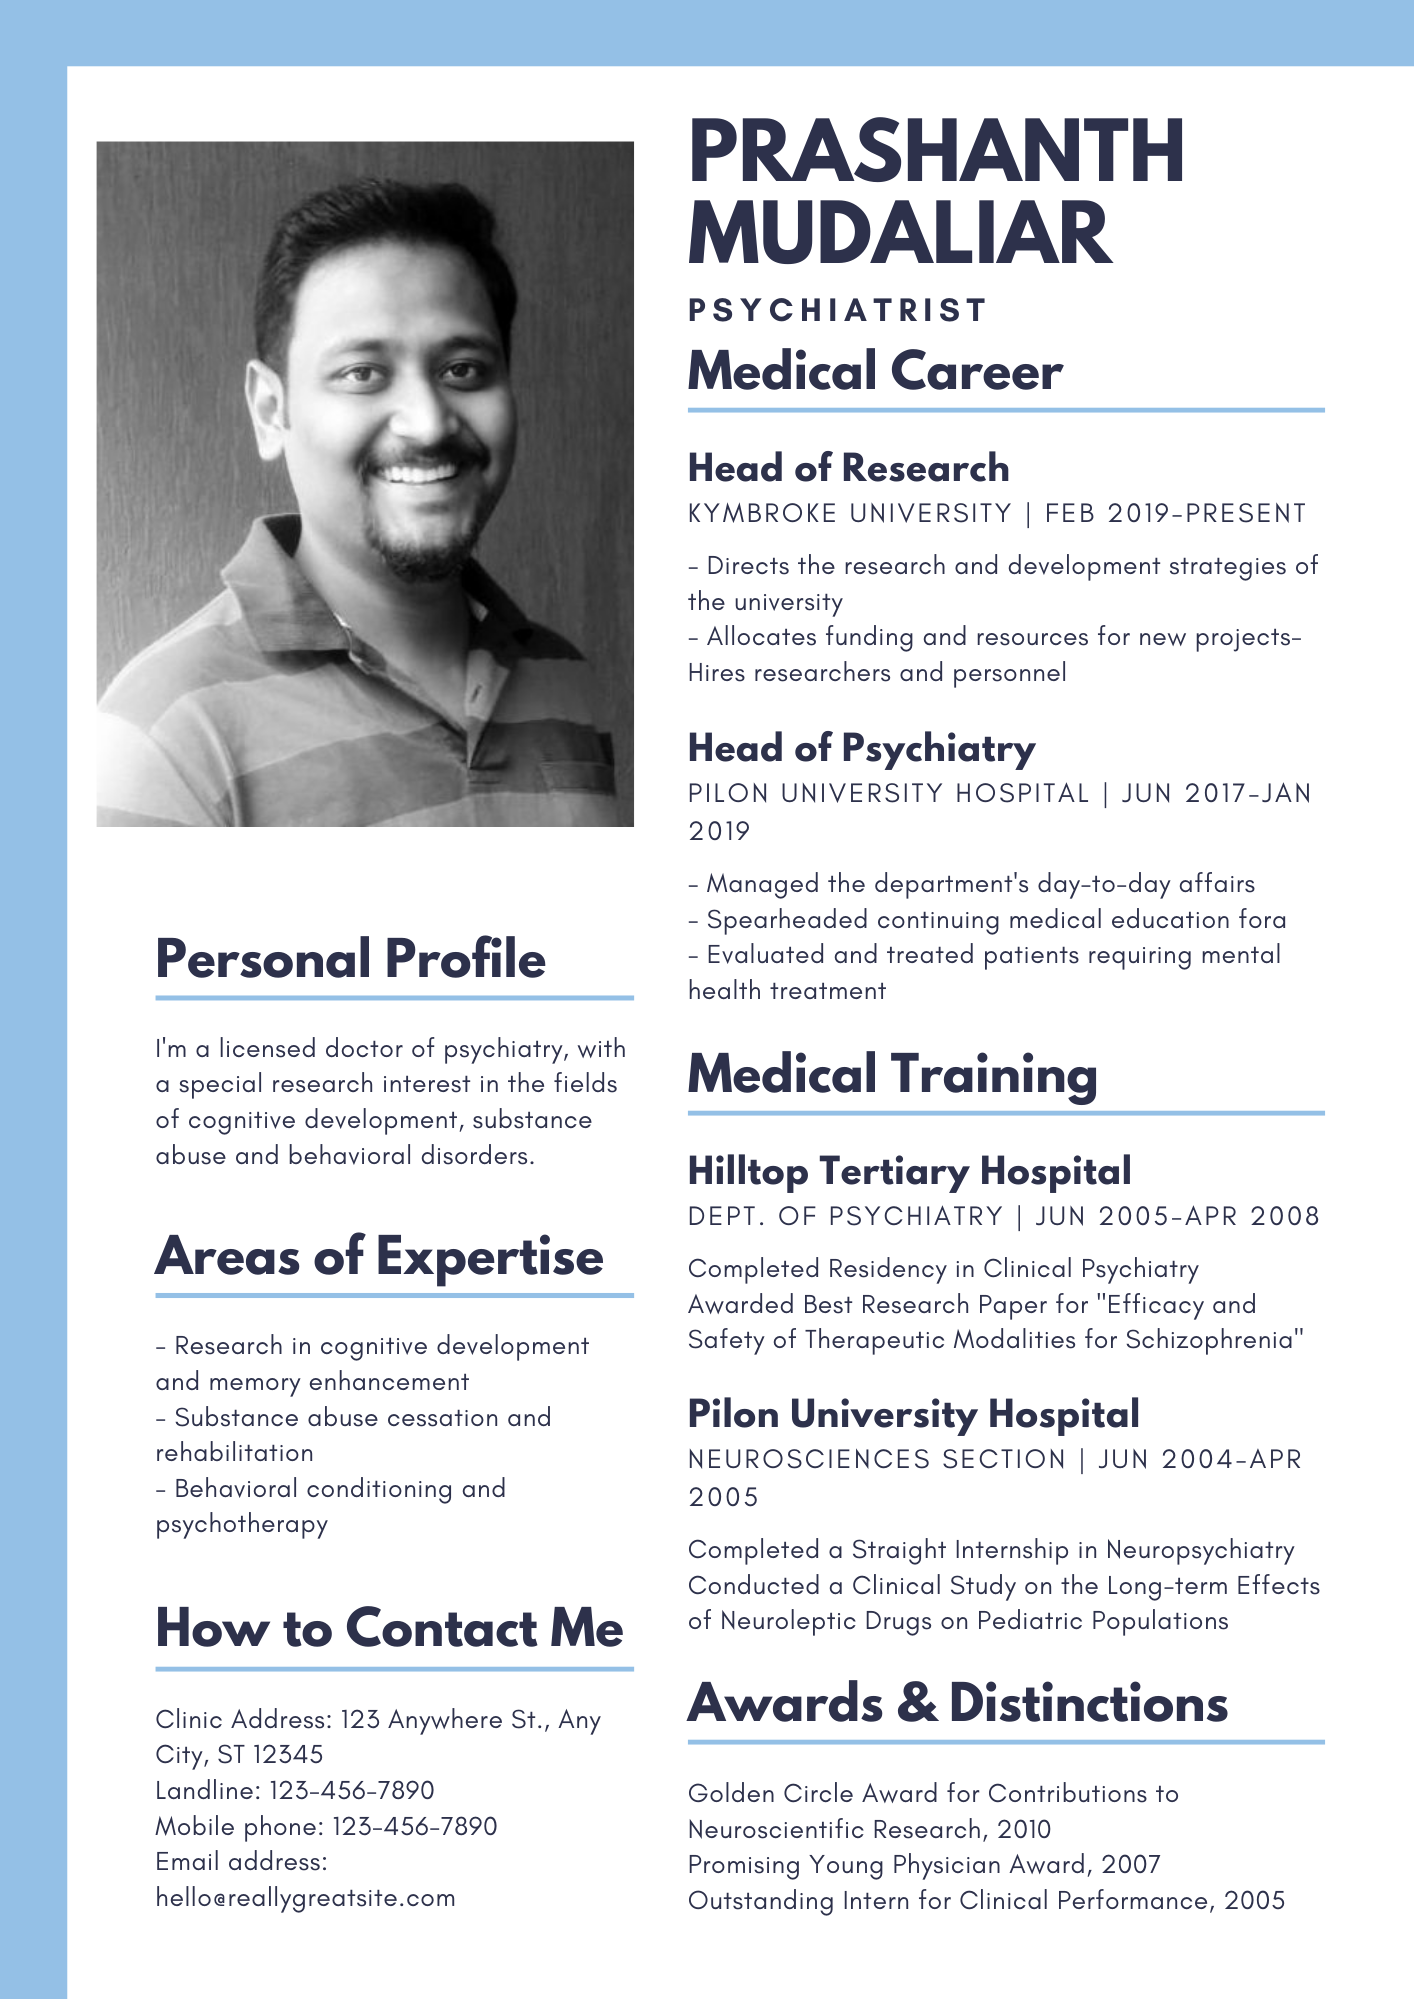 PRASHANTH
MUDALIAR
PSYCHIATRIST
Medical Career
Head of Research
KYMBROKE UNIVERSITY | FEB 2019-PRESENT
- Directs the research and development strategies of
the university
- Allocates funding and resources for new projects-
Hires researchers and personnel
Head of Psychiatry
PILON UNIVERSITY HOSPITAL | JUN 2017-JAN
2019
- Managed the department's day-to-day affairs
- Spearheaded continuing medical education fora
- Evaluated and treated patients requiring mental
health treatment
Medical Training
Hilltop Tertiary Hospital
DEPT. OF PSYCHIATRY | JUN 2005-APR 2008
Completed Residency in Clinical Psychiatry
Awarded Best Research Paper for "Efficacy and
Safety of Therapeutic Modalities for Schizophrenia"
Pilon University Hospital
NEUROSCIENCES SECTION | JUN 2004-APR
2005
Completed a Straight Internship in Neuropsychiatry
Conducted a Clinical Study on the Long-term Effects
of Neuroleptic Drugs on Pediatric Populations
Awards & Distinctions
Golden Circle Award for Contributions to
Neuroscientific Research, 2010
Promising Young Physician Award, 2007
Outstanding Intern for Clinical Performance, 2005
Personal Profile
I'm a licensed doctor of psychiatry, with
a special research interest in the fields
of cognitive development, substance
abuse and behavioral disorders.
Areas of Expertise
- Research in cognitive development
and memory enhancement
- Substance abuse cessation and
rehabilitation
- Behavioral conditioning and
psychotherapy
How to Contact Me
Clinic Address: 123 Anywhere St., Any
City, ST 12345
Landline: 123-456-7890
Mobile phone: 123-456-7890
Email address:
hello@reallygreatsite.com